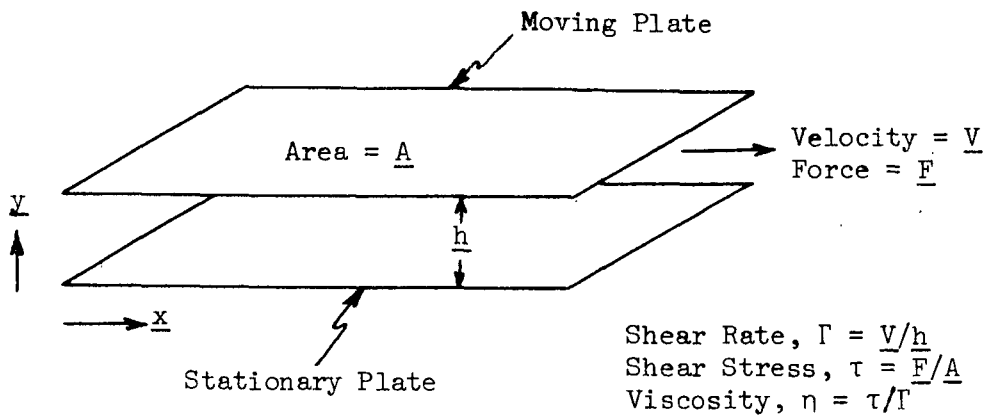 Moving Plate
Area = A
Velocity = V
Force = F
y
h
x
Stationary Plate
Shear Rate, Γ = V/h
Shear Stress, τ = F/A
Viscosity, η = τ/Γ